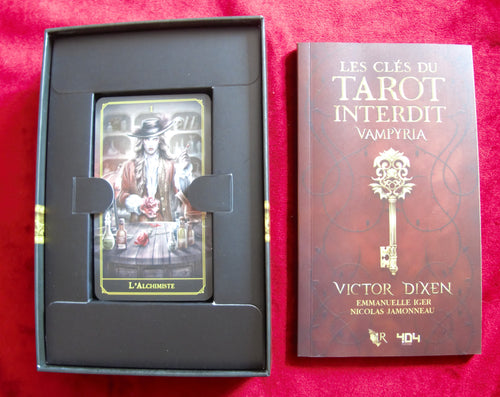 I
L'ALCHIMISTE
LES CLÉS DU
TAROT
INTERDIT
VAMPYRIA
VICTOR DIXEN
EMMANUELLE IGER
NICOLAS JAMONNEAU
R
404